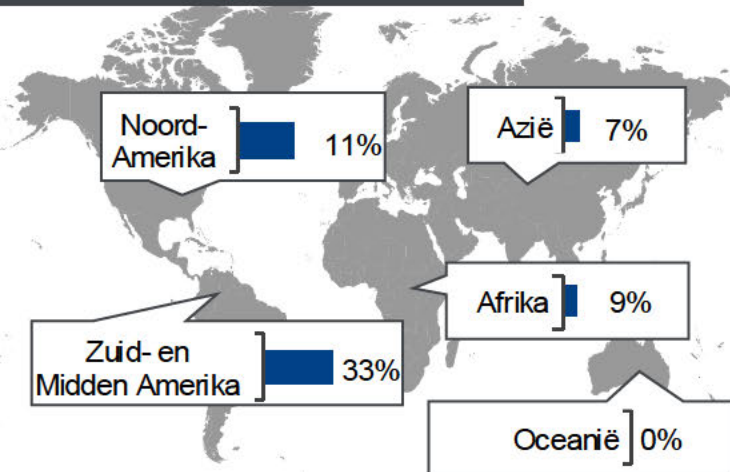 Noord-
Amerika
11%
Azië
7%
Afrika
9%
Zuid- en
Midden Amerika
33%
Oceanië
0%